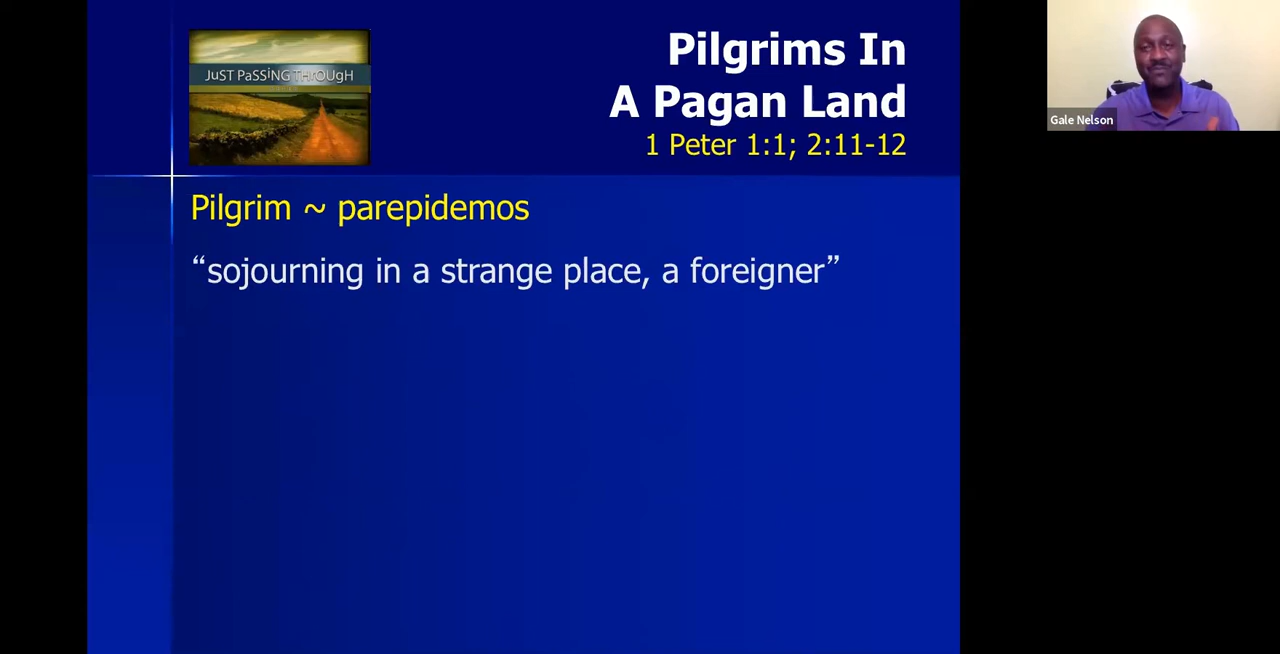 JuST PaSSiNG THrOUgH
Pilgrims In
A Pagan Land
1 Peter 1:1; 2:11-12
Pilgrim ~ parepidemos
“sojourning in a strange place, a foreigner”
Gale Nelson